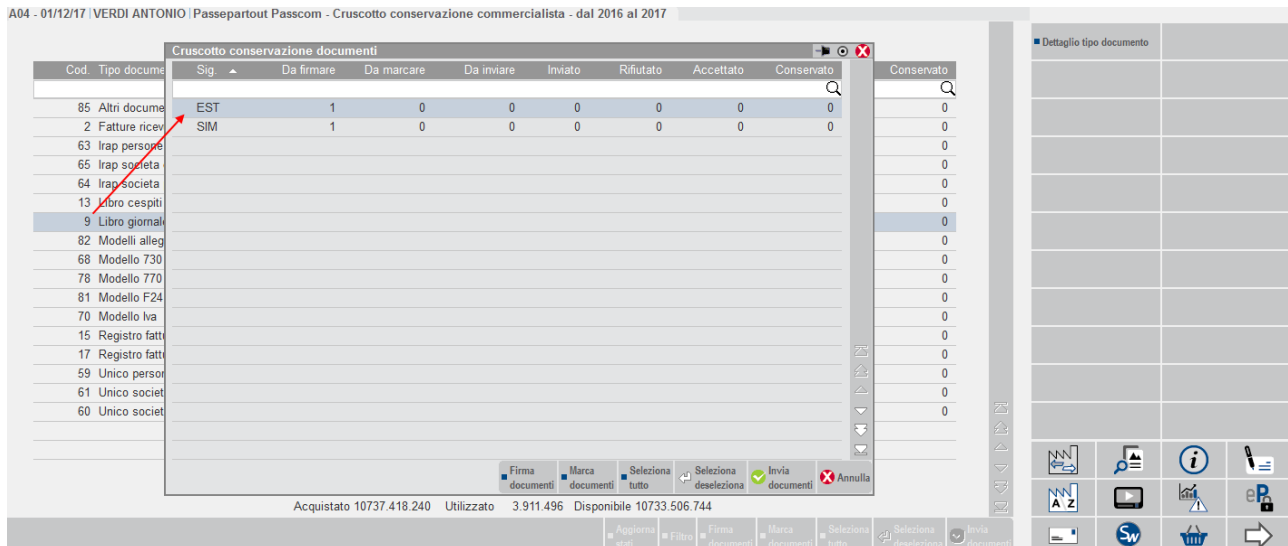 A04 - 01/12/17 | VERDI ANTONIO | Passepartout Passcom - Cruscotto conservazione commercialista - dal 2016 al 2017
Dettaglio tipo documento
Cruscotto conservazione documenti
Cod. Tipo docume Sig. Da firmare Da marcare Da inviare Inviato Rifiutato Accettato Conservato Conservato
85 Altri docume EST 1 0 0 0 0 0 0 0
2 Fatture ricev SIM 1 0 0 0 0 0 0 0
63 Irap persone 0
65 Irap societa 0
64 Irap societa 0
13 Libro cespiti 0
9 Libro giornale 0
82 Modelli alleg 0
68 Modello 730 0
78 Modello 770 0
81 Modello F24 0
70 Modello Iva 0
15 Registro fattu 0
17 Registro fattu 0
59 Unico person 0
61 Unico societ 0
60 Unico societ 0
Firma documenti Marca documenti Seleziona tutto Seleziona deseleziona Invia documenti Annulla
Acquistato 10737.418.240 Utilizzato 3.911.496 Disponibile 10733.506.744
Aggiorna stati Filtro Firma documenti Marca documenti Seleziona tutto Seleziona deseleziona Invia documenti
A Z
i
eP
Sw